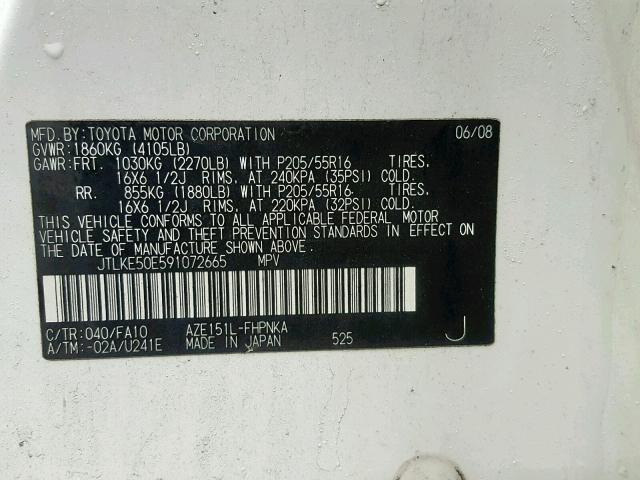 MFD.BY:TOYOTA MOTOR CORPORATION 06/08
GVWR:1860KG (4105LB)
GAWR:FRT. 1030KG (2270LB) WITH P205/55R16 TIRES.
16X6 1/2J RIMS. AT 240KPA (35PSI) COLD.
RR. 855KG (1880LB) WITH P205/55R16 TIRES.
16X6 1/2J RIMS. AT 220KPA (32PSI) COLD.
THIS VEHICLE CONFORMS TO ALL APPLICABLE FEDERAL MOTOR
VEHICLE SAFETY AND THEFT PREVENTION STANDARDS IN EFFECT ON
THE DATE OF MANUFACTURE SHOWN ABOVE.
JTLKE50E591072665 MPV
C/TR:040/FA10 AZE151L-FHPNKA
A/TM:-02A/U241E MADE IN JAPAN 525 J